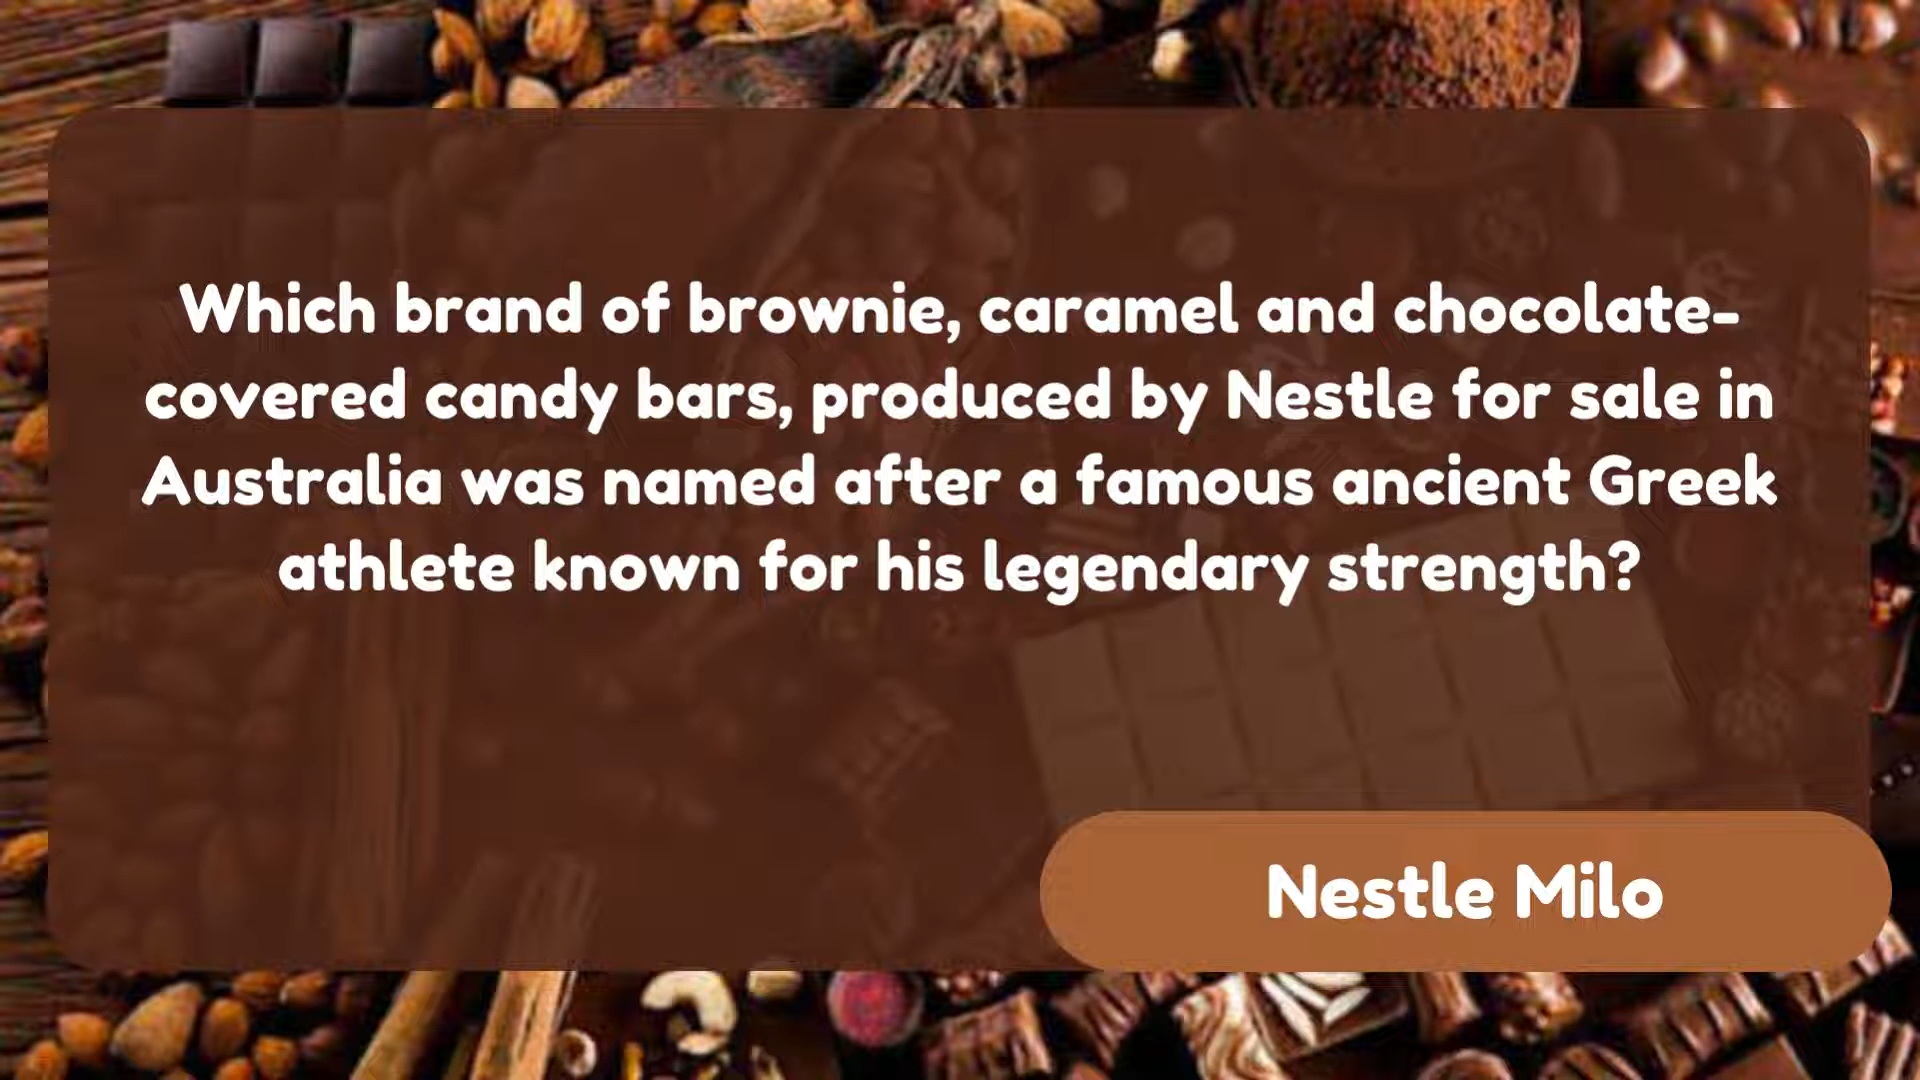 Which brand of brownie, caramel and chocolate-
covered candy bars, produced by Nestle for sale in
Australia was named after a famous ancient Greek
athlete known for his legendary strength?
Nestle Milo